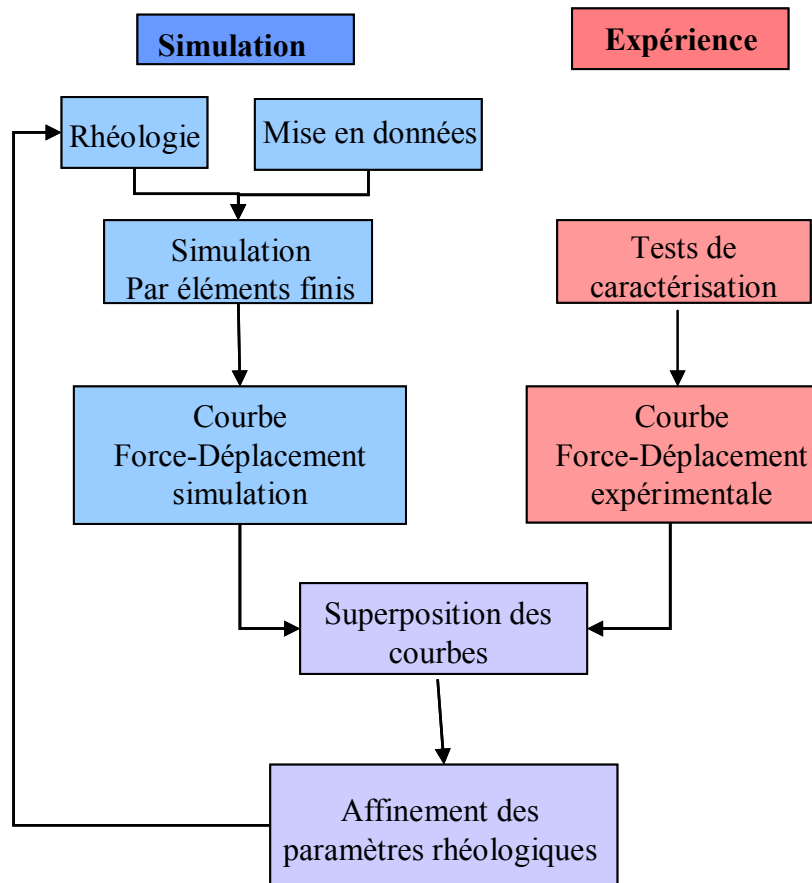 Simulation
Expérience
Rhéologie
Mise en données
Simulation
Par éléments finis
Tests de
caractérisation
Courbe
Force-Déplacement
simulation
Courbe
Force-Déplacement
expérimentale
Superposition des
courbes
Affinement des
paramètres rhéologiques